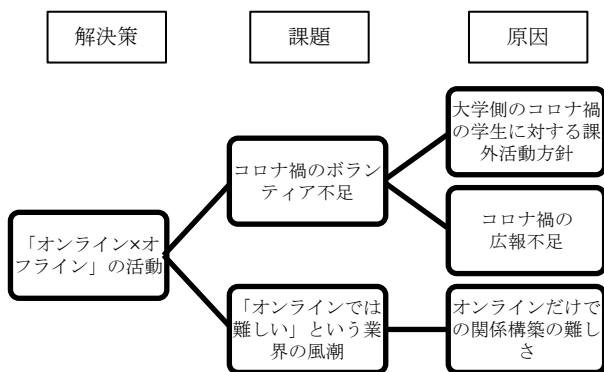 解決策
課題
原因
大学側のコロナ禍
の学生に対する課
外活動方針
コロナ禍のボラン
ティア不足
コロナ禍の
広報不足
「オンライン×オ
フライン」の活動
「オンラインでは
難しい」という業
界の風潮
オンラインだけで
の関係構築の難し
さ